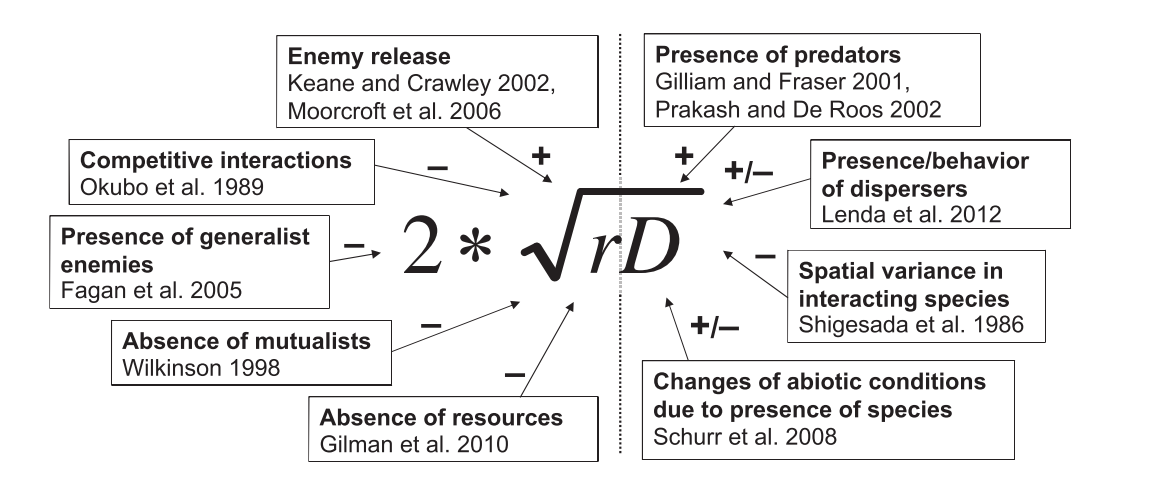 Enemy release
Keane and Crawley 2002,
Moorcroft et al. 2006
+
Competitive interactions
Okubo et al. 1989
–
Presence of generalist
enemies
Fagan et al. 2005
–
Absence of mutualists
Wilkinson 1998
–
Absence of resources
Gilman et al. 2010
–
2 * √rD
Presence of predators
Gilliam and Fraser 2001,
Prakash and De Roos 2002
+
Presence/behavior
of dispersers
Lenda et al. 2012
+/–
Spatial variance in
interacting species
Shigesada et al. 1986
–
Changes of abiotic conditions
due to presence of species
Schurr et al. 2008
+/–